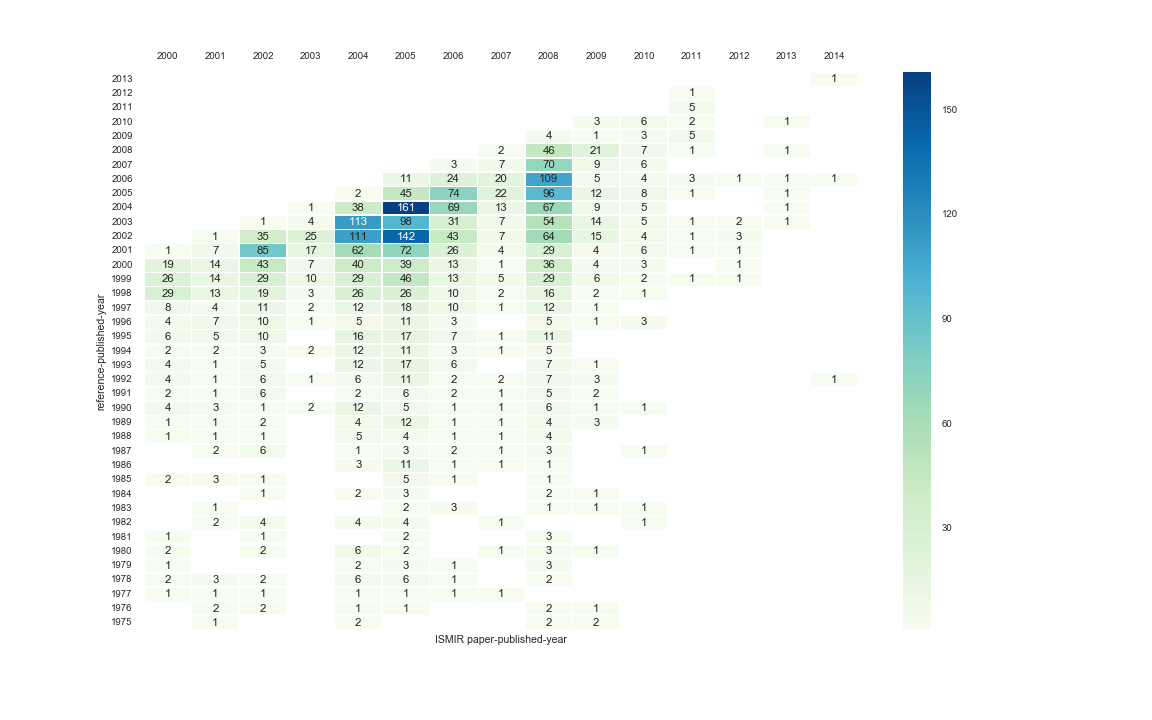 2000 2001 2002 2003 2004 2005 2006 2007 2008 2009 2010 2011 2012 2013 2014
2013 1
2012 1
2011 5
2010 3 6 2 1 150
2009 4 1 3 5
2008 2 46 21 7 1 1
2007 3 7 70 9 6
2006 11 24 20 109 5 4 3 1 1 1
2005 2 45 74 22 96 12 8 1 1
2004 1 38 161 69 13 67 9 5 1 120
2003 1 4 113 98 31 7 54 14 5 1 2 1
2002 1 35 25 111 142 43 7 64 15 4 1 3
2001 1 7 85 17 62 72 26 4 29 4 6 1 1
2000 19 14 43 7 40 39 13 1 36 4 3 1
1999 26 14 29 10 29 46 13 5 29 6 2 1 1
1998 29 13 19 3 26 26 10 2 16 2 1
1997 8 4 11 2 12 18 10 1 12 1
1996 4 7 10 1 5 11 3 5 1 3 90
1995 6 5 10 16 17 7 1 11
1994 2 2 3 2 12 11 3 1 5
1993 4 1 5 12 17 6 7 1
1992 4 1 6 1 6 11 2 2 7 3 1
1991 2 1 6 2 6 2 1 5 2
1990 4 3 1 2 12 5 1 1 6 1 1
1989 1 1 2 4 12 1 1 4 3 60
1988 1 1 1 5 4 1 1 4
1987 2 6 1 3 2 1 3 1
1986 3 11 1 1 1
1985 2 3 1 5 1 1
1984 1 2 3 2 1
1983 1 2 3 1 1 1
1982 2 4 4 4 1 1 30
1981 1 1 2 3
1980 2 2 6 2 1 3 1
1979 1 2 3 1 3
1978 2 3 2 6 6 1 2
1977 1 1 1 1 1 1 1
1976 2 2 1 1 2 1
1975 1 2 2 2
reference-published-year
ISMIR paper-published-year